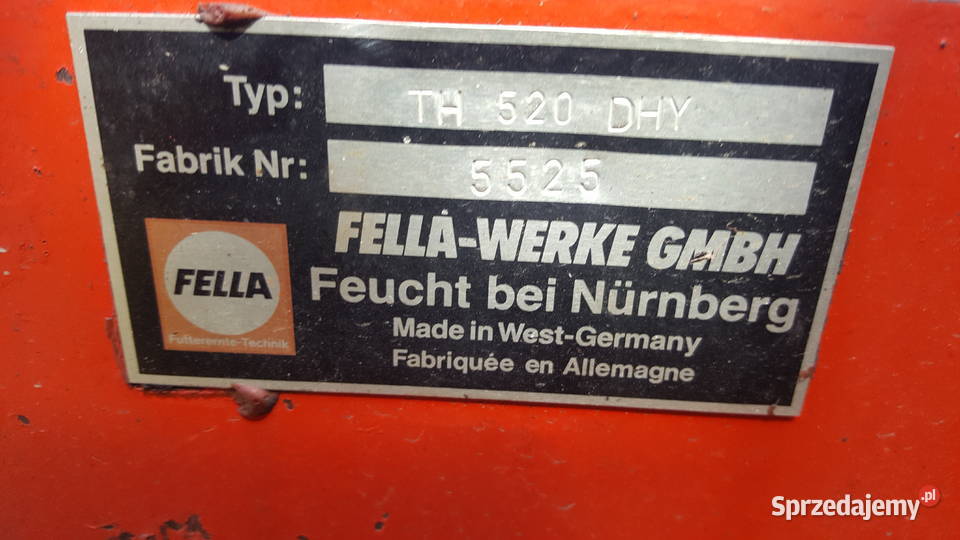 Typ: TH 520 DHY
Fabrik Nr: 5525
FELLA-WERKE GMBH
FELLA
Feucht bei Nürnberg
Made in West-Germany
Futterernte-Technik
Fabriquée en Allemagne
Sprzedajemy.pl